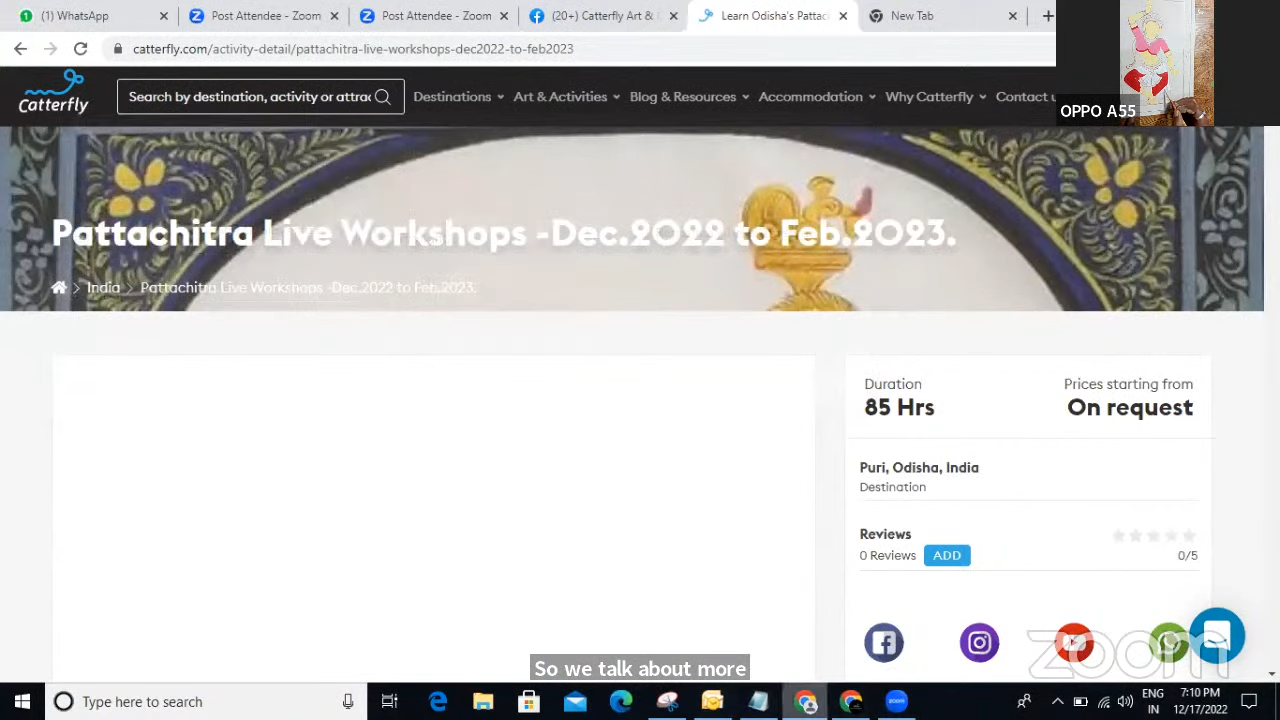 (1) WhatsApp
Post Attendee - Zoom
Post Attendee - Zoom
(20+) Catterfly Art &
Learn Odisha's Pattac
New Tab
catterfly.com/activity-detail/pattachitra-live-workshops-dec2022-to-feb2023
OPPO A55
Catterfly
Search by destination, activity or attrac
Destinations
Art & Activities
Blog & Resources
Accommodation
Why Catterfly
Contact u
Pattachitra Live Workshops -Dec.2022 to Feb.2023.
India
Pattachitra Live Workshops -Dec.2022 to Feb.2023.
Duration
Prices starting from
85 Hrs
On request
Puri, Odisha, India
Destination
Reviews
0 Reviews ADD
0/5
zoom
So we talk about more
Type here to search
zoom
ENG
IN
7:10 PM
12/17/2022